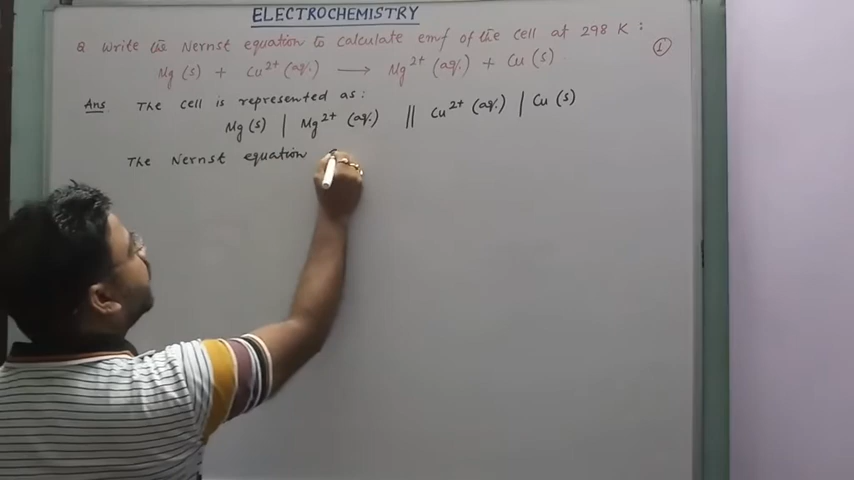 ELECTROCHEMISTRY
Q Write the Nernst equation to calculate emf of the cell at 298 K :
①
Mg (s) + Cu²⁺ (aq.) → Mg²⁺ (aq.) + Cu (s)
Ans The cell is represented as :
Mg (s) | Mg²⁺ (aq.) || Cu²⁺ (aq.) | Cu (s)
The Nernst equation